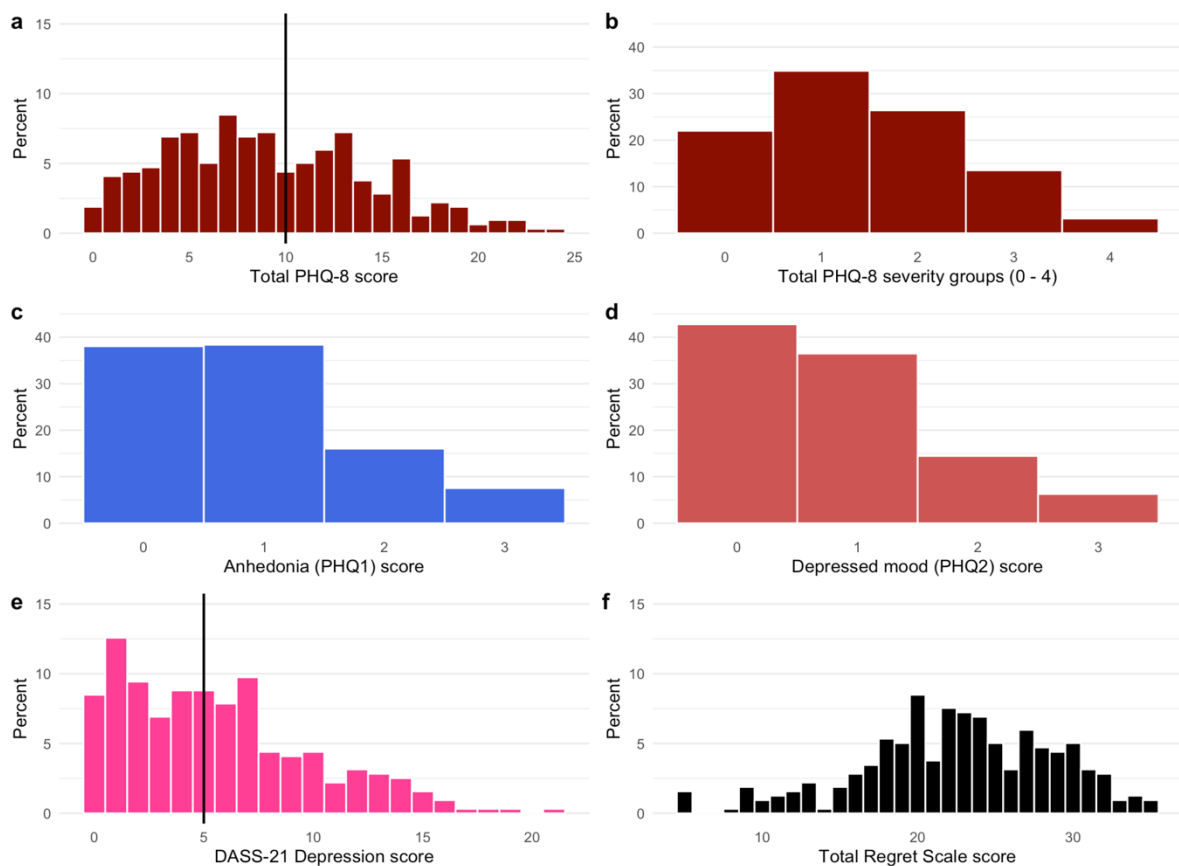 a
15
10
5
0
Percent
0 5 10 15 20 25
Total PHQ-8 score
b
40
30
20
10
0
Percent
0 1 2 3 4
Total PHQ-8 severity groups (0 - 4)
c
40
30
20
10
0
Percent
0 1 2 3
Anhedonia (PHQ1) score
d
40
30
20
10
0
Percent
0 1 2 3
Depressed mood (PHQ2) score
e
15
10
5
0
Percent
0 5 10 15 20
DASS-21 Depression score
f
15
10
5
0
Percent
10 20 30
Total Regret Scale score